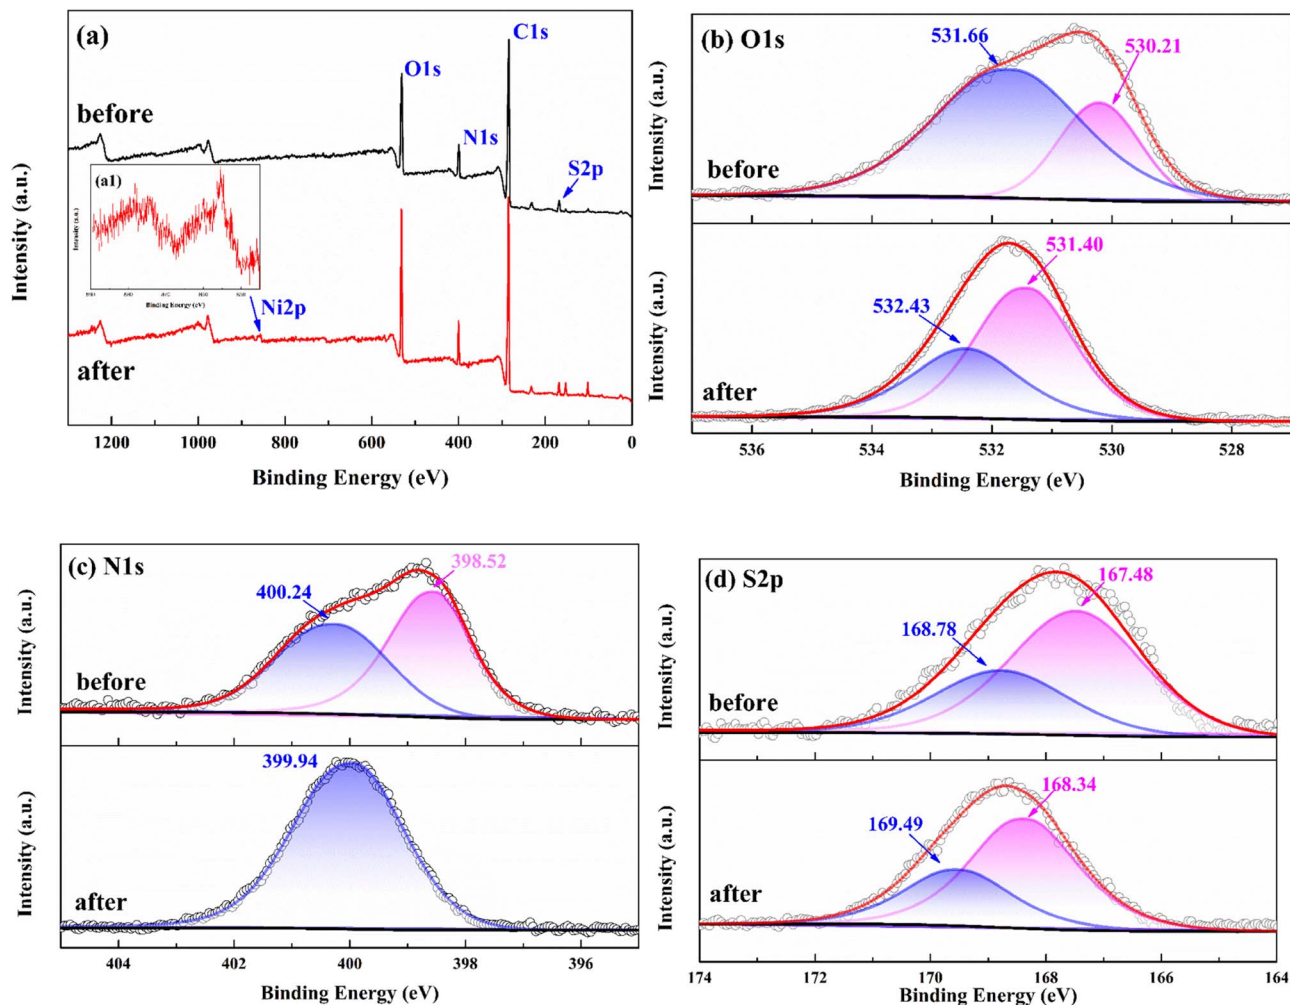 (a)
C1s
O1s
before
N1s
S2p
(a1)
Intensity (a.u.)
Binding Energy (eV)
Ni2p
after
Intensity (a.u.)
1200 1000 800 600 400 200 0
Binding Energy (eV)
(b) O1s
531.66
530.21
before
Intensity (a.u.)
531.40
532.43
after
Intensity (a.u.)
536 534 532 530 528
Binding Energy (eV)
(c) N1s
398.52
400.24
before
Intensity (a.u.)
399.94
after
Intensity (a.u.)
404 402 400 398 396
Binding Energy (eV)
(d) S2p
167.48
168.78
before
Intensity (a.u.)
168.34
169.49
after
Intensity (a.u.)
174 172 170 168 166 164
Binding Energy (eV)